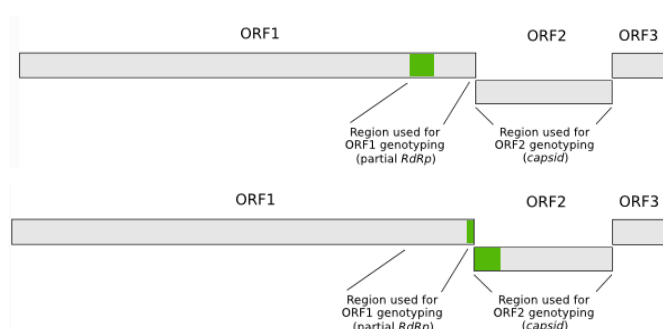 ORF1
ORF2
ORF3
Region used for
ORF1 genotyping
(partial RdRp)
Region used for
ORF2 genotyping
(capsid)
ORF1
ORF2
ORF3
Region used for
ORF1 genotyping
(partial RdRp)
Region used for
ORF2 genotyping
(capsid)